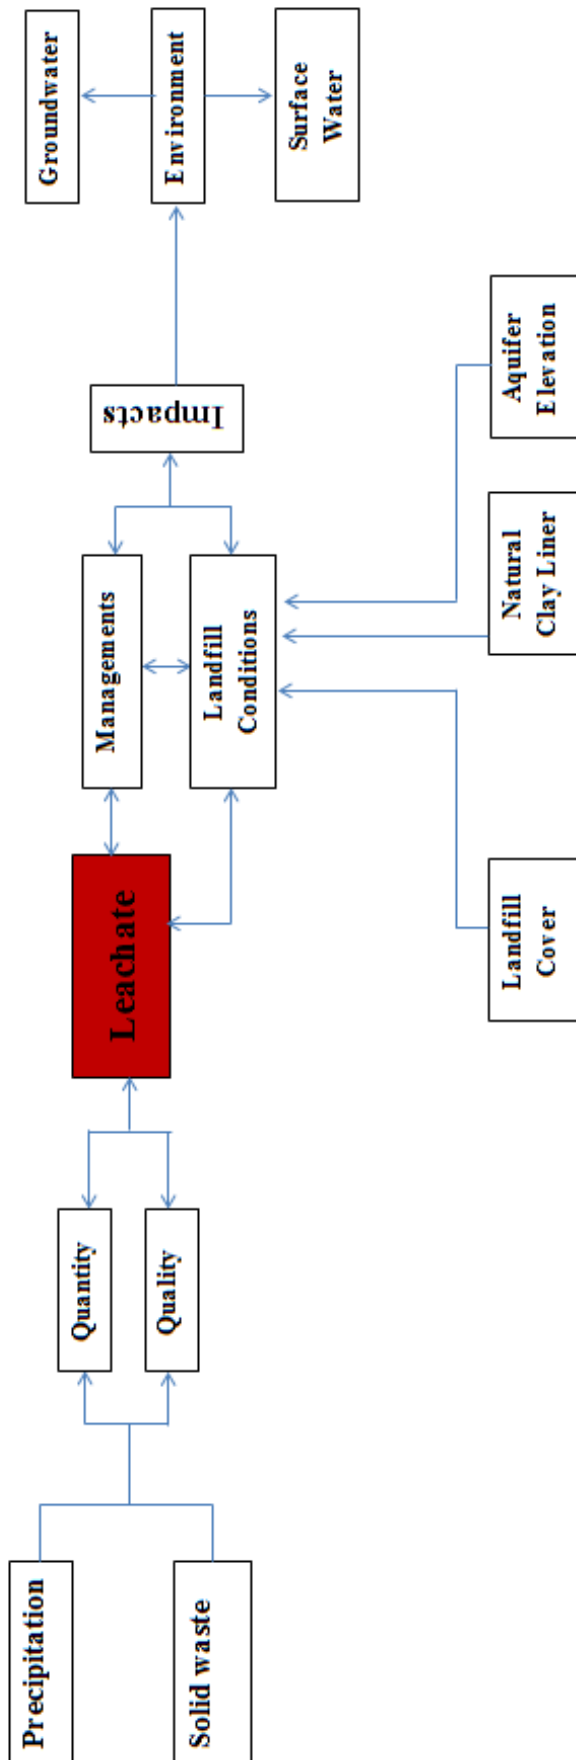 Precipitation
Solid waste
Quantity
Quality
Leachate
Managements
Landfill
Conditions
Impacts
Environment
Groundwater
Surface
Water
Landfill
Cover
Natural
Clay Liner
Aquifer
Elevation